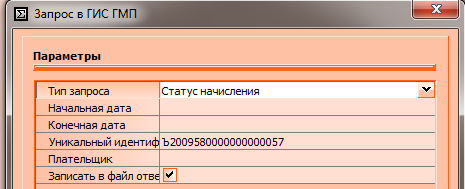 Запрос в ГИС ГМП
Параметры
Тип запроса Статус начисления
Начальная дата
Конечная дата
Уникальный идентиф Ъ2009580000000000057
Плательщик
Записать в файл отве